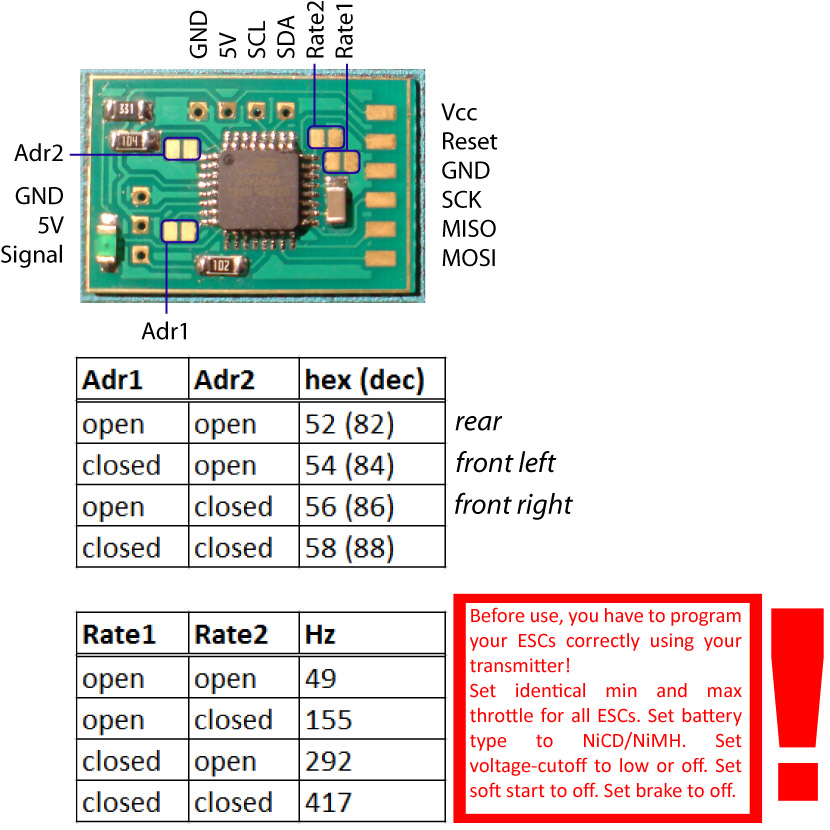 GND
5V
SCL
SDA
Rate2
Rate1
331
104
Adr2
GND
5V
Signal
102
Adr1
Vcc
Reset
GND
SCK
MISO
MOSI
Adr1 Adr2 hex (dec)
open open 52 (82) rear
closed open 54 (84) front left
open closed 56 (86) front right
closed closed 58 (88)
Rate1 Rate2 Hz
open open 49
open closed 155
closed open 292
closed closed 417
Before use, you have to program
your ESCs correctly using your
transmitter!
Set identical min and max
throttle for all ESCs. Set battery
type to NiCD/NiMH. Set
voltage-cutoff to low or off. Set
soft start to off. Set brake to off.
!